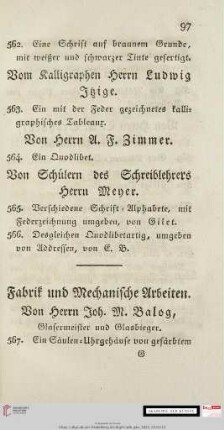 97
562. Eine Schrift auf braunem Grunde,
mit weißer und schwarzer Tinte gefertigt.
Vom Kalligraphen Herrn Ludwig
Itzige.
563. Ein mit der Feder gezeichnetes kalli-
graphisches Tableaux.
Von Herrn A. F. Zimmer.
564. Ein Quodlibet.
Von Schülern des Schreiblehrers
Herrn Meyer.
565. Verschiedene Schrift-Alphabete, mit
Federzeichnung umgeben, von Gilet.
566. Desgleichen Quodlibetartig, umgeben
von Addressen, von C. B.
Fabrik und Mechanische Arbeiten.
Von Herrn Joh. M. Balog,
Glasermeister und Glasbieger.
567. Ein Säulen-Uhrgehäus von gefärbtem
G